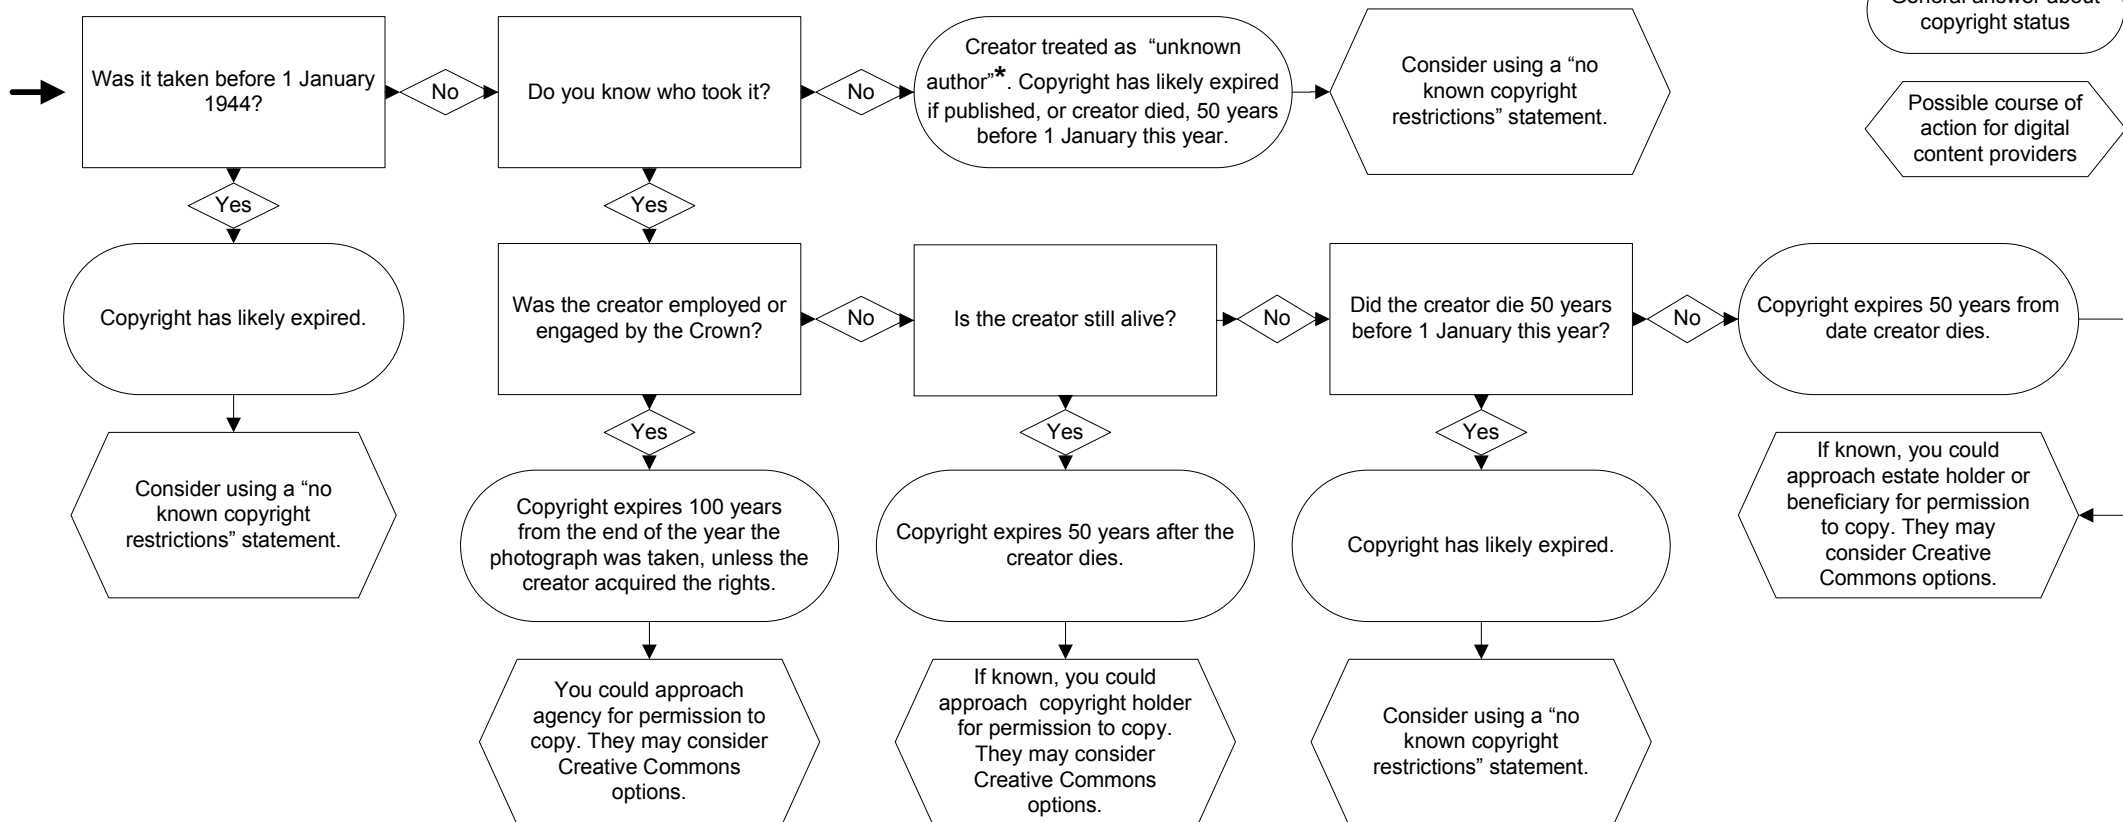 Was it taken before 1 January
1944?
No
Do you know who took it?
No
Creator treated as “unknown
author”*. Copyright has likely expired
if published, or creator died, 50 years
before 1 January this year.
Consider using a “no
known copyright
restrictions” statement.
General answer about
copyright status
Possible course of
action for digital
content providers
Yes
Yes
Copyright has likely expired.
Was the creator employed or
engaged by the Crown?
No
Is the creator still alive?
No
Did the creator die 50 years
before 1 January this year?
No
Copyright expires 50 years from
date creator dies.
Consider using a “no
known copyright
restrictions” statement.
Yes
Yes
Yes
If known, you could
approach estate holder or
beneficiary for permission
to copy. They may
consider Creative
Commons options.
Copyright expires 100 years
from the end of the year the
photograph was taken, unless the
creator acquired the rights.
Copyright expires 50 years after the
creator dies.
Copyright has likely expired.
You could approach
agency for permission to
copy. They may consider
Creative Commons
options.
If known, you could
approach copyright holder
for permission to copy.
They may consider
Creative Commons
options.
Consider using a “no
known copyright
restrictions” statement.